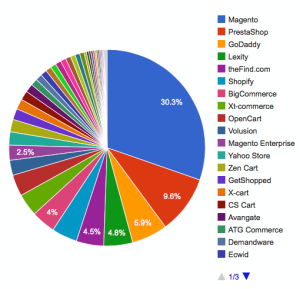 30.3%
9.6%
5.9%
4.8%
4.5%
4%
2.5%
Magento
PrestaShop
GoDaddy
Lexity
theFind.com
Shopify
BigCommerce
Xt-commerce
OpenCart
Volusion
Magento Enterprise
Yahoo Store
Zen Cart
GetShopped
X-cart
CS Cart
Avangate
ATG Commerce
Demandware
Ecwid
1/3